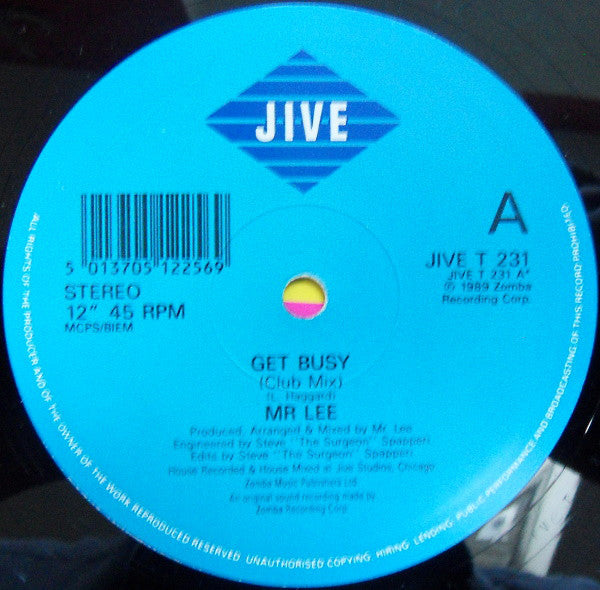 JIVE
A
5 013705 122569
STEREO
12" 45 RPM
MCPS/BIEM
JIVE T 231
JIVE T 231 A'
℗ 1989 Zomba
Recording Corp.
GET BUSY
(Club Mix)
(L. Haggard)
MR LEE
Produced, Arranged & Mixed by Mr. Lee
Engineered by Steve "The Surgeon" Spapperi
Edits by Steve "The Surgeon" Spapperi
House Recorded & House Mixed at Joe Studios, Chicago
Zomba Music Publishers Ltd.
An original sound recording made by
Zomba Recording Corp.
ALL RIGHTS OF THE PRODUCER AND OF THE OWNER OF THE WORK REPRODUCED RESERVED. UNAUTHORISED COPYING. HIRING. LENDING. PUBLIC PERFORMANCE AND BROADCASTING OF THIS RECORD PROHIBITED.